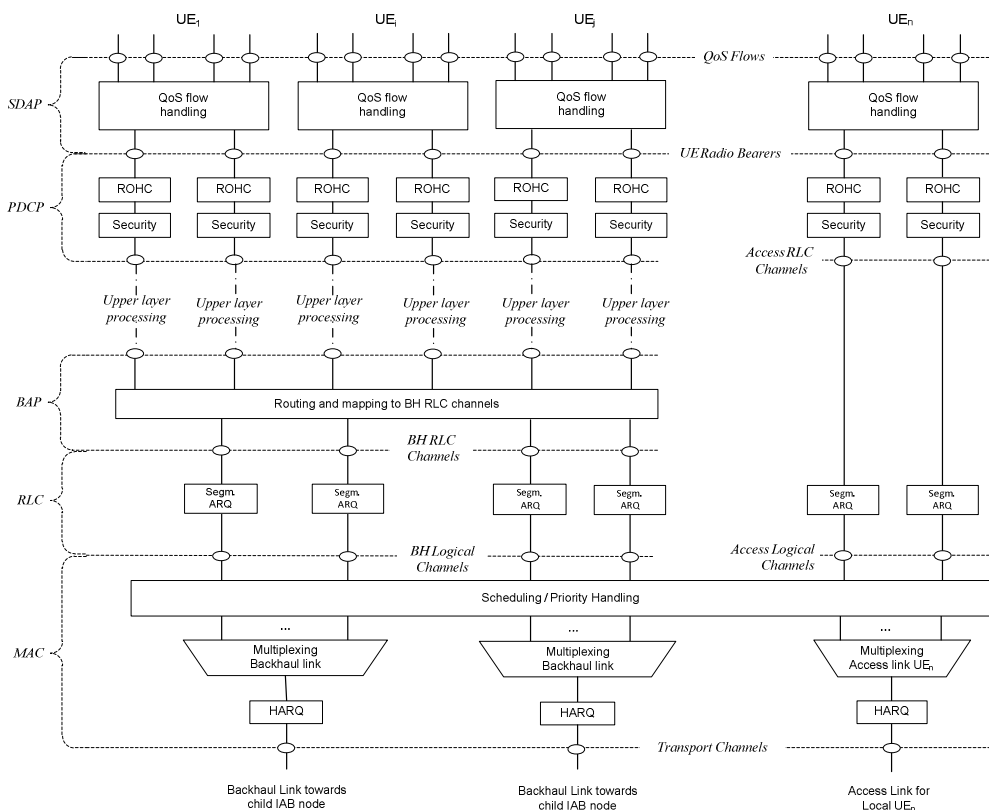 UE1 UEi UEj UEn
QoS Flows
QoS flow handling QoS flow handling QoS flow handling QoS flow handling
SDAP
UE Radio Bearers
ROHC ROHC ROHC ROHC ROHC ROHC ROHC ROHC
PDCP
Security Security Security Security Security Security Security Security
Access RLC
Channels
Upper layer processing Upper layer processing Upper layer processing Upper layer processing Upper layer processing Upper layer processing
BAP
Routing and mapping to BH RLC channels
BH RLC
Channels
RLC
Segm. ARQ Segm. ARQ Segm. ARQ Segm. ARQ Segm. ARQ Segm. ARQ
BH Logical
Channels
Access Logical
Channels
Scheduling / Priority Handling
... ... ...
MAC
Multiplexing Backhaul link
Multiplexing Backhaul link
Multiplexing Access link UEn
HARQ HARQ HARQ
Transport Channels
Backhaul Link towards child IAB node
Backhaul Link towards child IAB node
Access Link for Local UEn